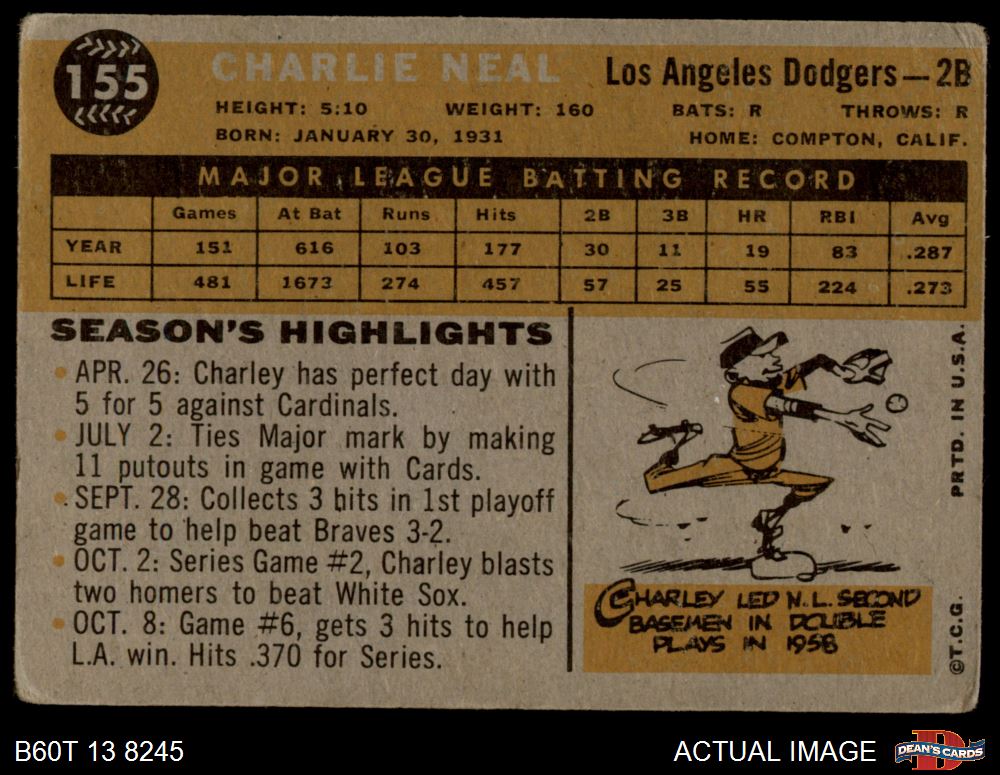 155
CHARLIE NEAL
Los Angeles Dodgers—2B
HEIGHT: 5:10 WEIGHT: 160 BATS: R THROWS: R
BORN: JANUARY 30, 1931 HOME: COMPTON, CALIF.
MAJOR LEAGUE BATTING RECORD
Games At Bat Runs Hits 2B 3B HR RBI Avg
YEAR 151 616 103 177 30 11 19 83 .287
LIFE 481 1673 274 457 57 25 55 224 .273
SEASON'S HIGHLIGHTS
• APR. 26: Charley has perfect day with
5 for 5 against Cardinals.
• JULY 2: Ties Major mark by making
11 putouts in game with Cards.
• SEPT. 28: Collects 3 hits in 1st playoff
game to help beat Braves 3-2.
• OCT. 2: Series Game #2, Charley blasts
two homers to beat White Sox.
• OCT. 8: Game #6, gets 3 hits to help
L.A. win. Hits .370 for Series.
CHARLEY LED N.L. SECOND
BASEMEN IN DOUBLE
PLAYS IN 1958
©T.C.G. PRTD. IN U.S.A.
B60T 13 8245
ACTUAL IMAGE
D
DEAN'S CARDS